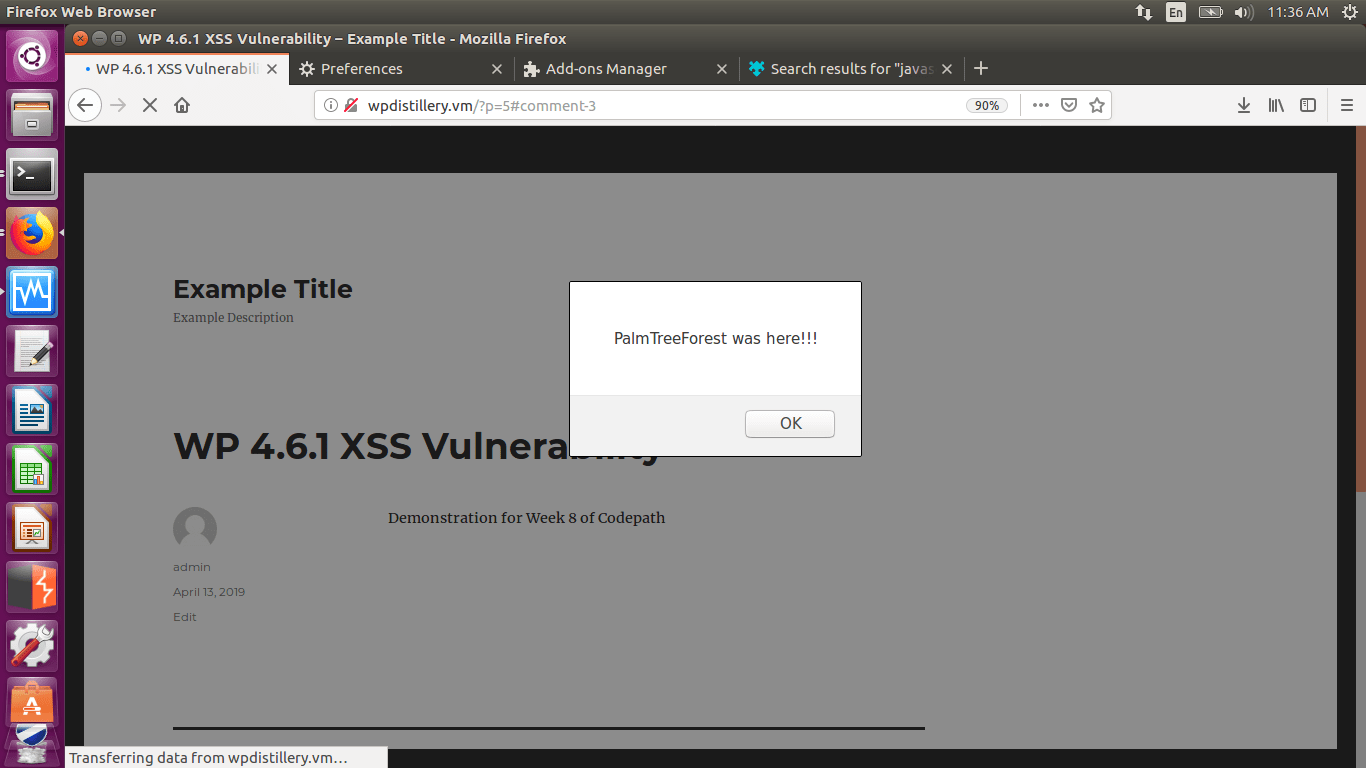 Firefox Web Browser
En
11:36 AM
WP 4.6.1 XSS Vulnerability – Example Title - Mozilla Firefox
• WP 4.6.1 XSS Vulnerabili
Preferences
Add-ons Manager
Search results for "javas
wpdistillery.vm/?p=5#comment-3
90%
Example Title
Example Description
PalmTreeForest was here!!!
OK
WP 4.6.1 XSS Vulnerability
Demonstration for Week 8 of Codepath
admin
April 13, 2019
Edit
Transferring data from wpdistillery.vm…